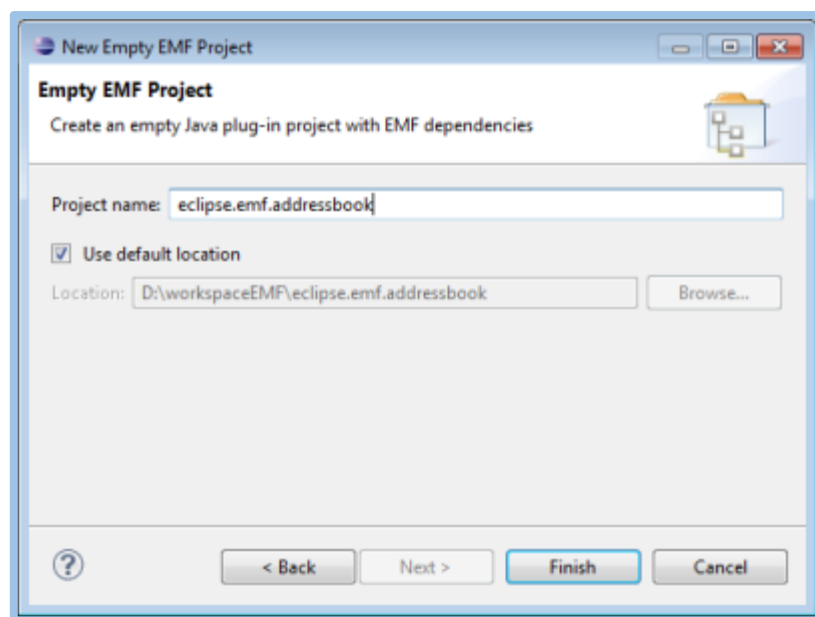 New Empty EMF Project
Empty EMF Project
Create an empty Java plug-in project with EMF dependencies
Project name: eclipse.emf.addressbook
Use default location
Location: D:\workspaceEMF\eclipse.emf.addressbook Browse...
? < Back Next > Finish Cancel